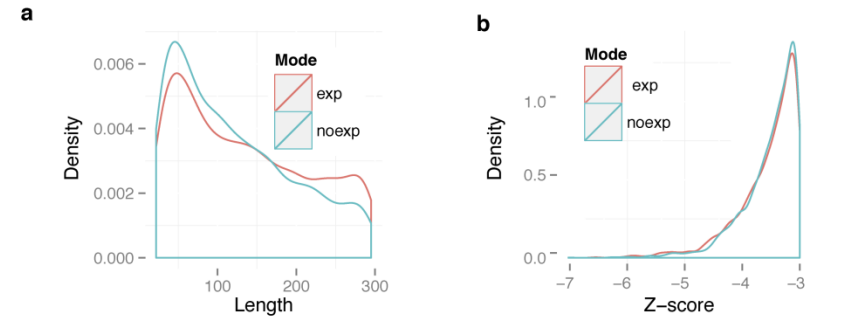 a
Density
0.006
0.004
0.002
0.000
100
200
300
Length
Mode
exp
noexp
b
Density
1.0
0.5
0.0
−7
−6
−5
−4
−3
Z−score
Mode
exp
noexp